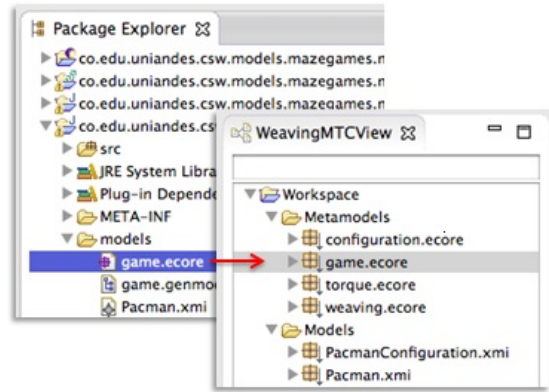 Package Explorer
co.edu.uniandes.csw.models.mazegames.
co.edu.uniandes.csw.models.mazegames.
co.edu.uniandes.csw.models.mazegames.
co.edu.uniandes.cs
src
JRE System Libra
Plug-in Depende
META-INF
models
game.ecore
game.genmo
Pacman.xmi
WeavingMTCView
Workspace
Metamodels
configuration.ecore
game.ecore
torque.ecore
weaving.ecore
Models
PacmanConfiguration.xmi
Pacman.xmi